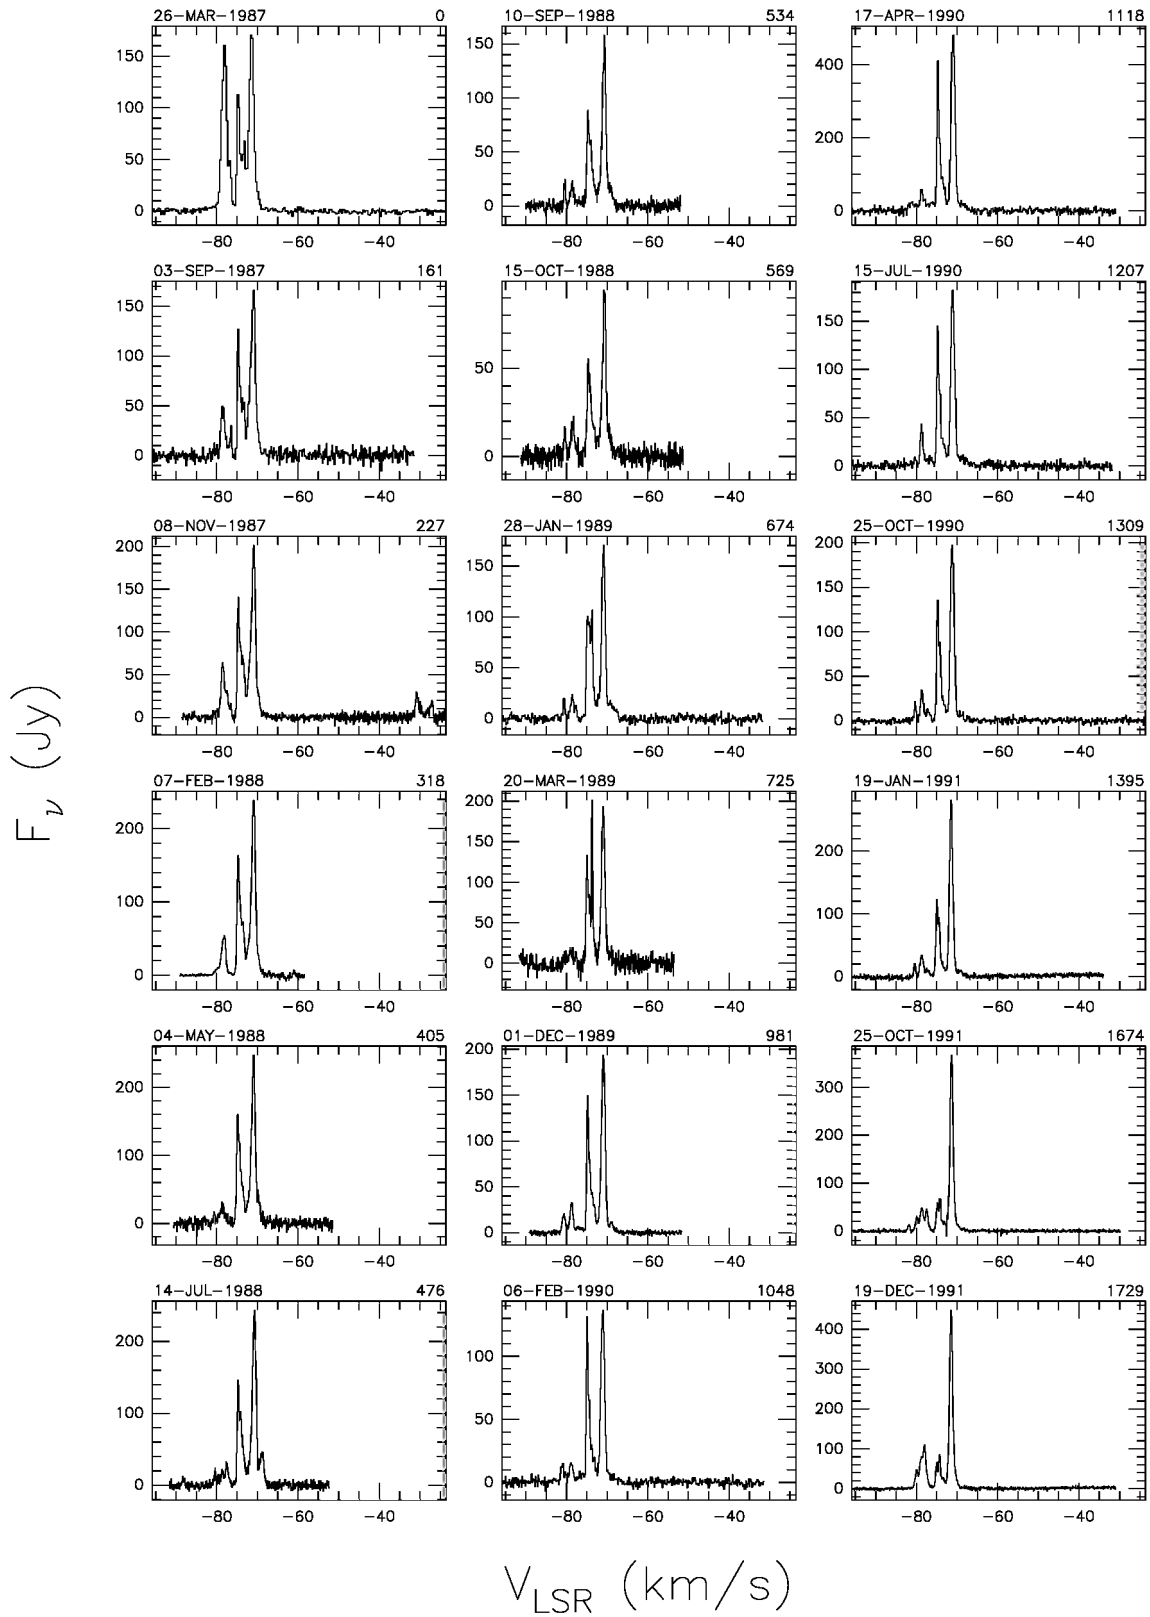 26-MAR-1987 0
150
100
50
0
-80 -60 -40
10-SEP-1988 534
150
100
50
0
-80 -60 -40
17-APR-1990 1118
400
200
0
-80 -60 -40
03-SEP-1987 161
150
100
50
0
-80 -60 -40
15-OCT-1988 569
50
0
-80 -60 -40
15-JUL-1990 1207
150
100
50
0
-80 -60 -40
08-NOV-1987 227
200
150
100
50
0
-80 -60 -40
28-JAN-1989 674
150
100
50
0
-80 -60 -40
25-OCT-1990 1309
200
150
100
50
0
-80 -60 -40
07-FEB-1988 318
200
100
0
-80 -60 -40
20-MAR-1989 725
200
150
100
50
0
-80 -60 -40
19-JAN-1991 1395
200
100
0
-80 -60 -40
04-MAY-1988 405
200
100
0
-80 -60 -40
01-DEC-1989 981
200
150
100
50
0
-80 -60 -40
25-OCT-1991 1674
300
200
100
0
-80 -60 -40
14-JUL-1988 476
200
100
0
-80 -60 -40
06-FEB-1990 1048
100
50
0
-80 -60 -40
19-DEC-1991 1729
400
300
200
100
0
-80 -60 -40
Fν (Jy)
VLSR (km/s)